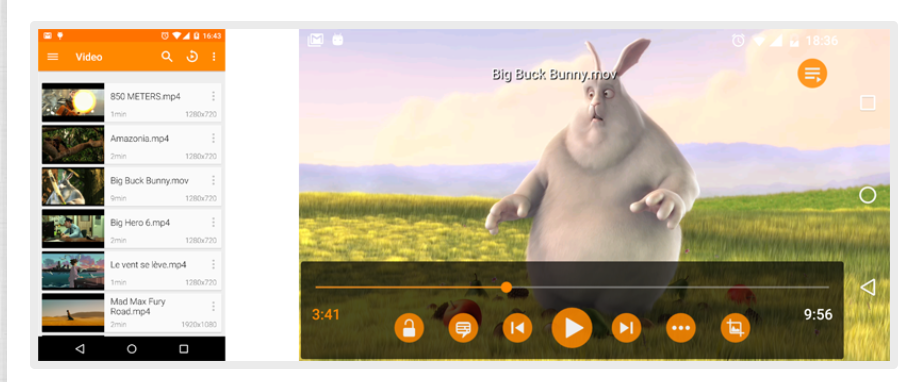 16:43
Video
850 METERS.mp4
1min 1280x720
Amazonia.mp4
2min 1280x720
Big Buck Bunny.mov
9min 1280x720
Big Hero 6.mp4
2min 1280x720
Le vent se lève.mp4
1min 1280x720
Mad Max Fury
Road.mp4
2min 1920x1080
18:36
Big Buck Bunny.mov
3:41
9:56